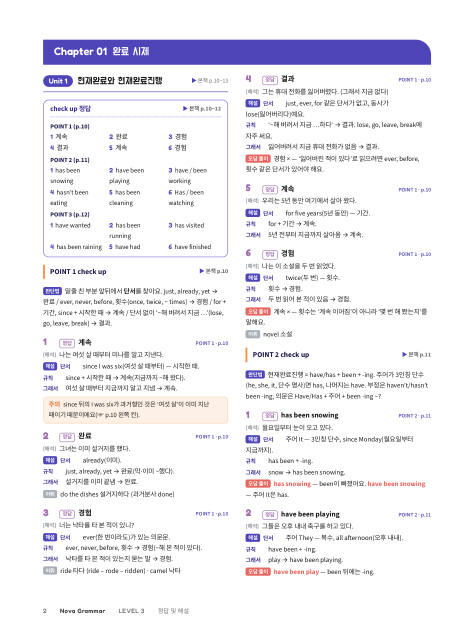 Chapter 01 완료 시제
Unit 1 현재완료와 현재완료진행 ▶본책 p.10~13
check up 정답 ▶본책 p.10~12
POINT 1 (p.10)
1 계속 2 완료 3 경험
4 결과 5 계속 6 경험
POINT 2 (p.11)
1 has been 2 have been 3 have / been
snowing playing working
4 hasn't been 5 has been 6 Has / been
eating cleaning watching
POINT 3 (p.12)
1 have wanted 2 has been 3 has visited
running
4 has been raining 5 have had 6 have finished
POINT 1 check up ▶본책 p.10
판단법 밑줄 친 부분 앞뒤에서 단서를 찾아요. just, already, yet →
완료 / ever, never, before, 횟수(once, twice, ~ times) → 경험 / for +
기간, since + 시작한 때 → 계속 / 단서 없이 '~해 버려서 지금 …'(lose,
go, leave, break) → 결과.
1 정답 계속 POINT 1 · p.10
[해석] 나는 여섯 살 때부터 미나를 알고 지낸다.
해설 단서 since I was six(여섯 살 때부터) — 시작한 때.
규칙 since + 시작한 때 → 계속(지금까지 ~해 왔다).
그래서 여섯 살 때부터 지금까지 알고 지냄 → 계속.
주의 since 뒤의 I was six가 과거형인 것은 '여섯 살'이 이미 지난
때이기 때문이에요(☞ p.10 왼쪽 칸).
2 정답 완료 POINT 1 · p.10
[해석] 그녀는 이미 설거지를 했다.
해설 단서 already(이미).
규칙 just, already, yet → 완료(막·이미 ~했다).
그래서 설거지를 이미 끝냄 → 완료.
어휘 do the dishes 설거지하다 (과거분사 done)
3 정답 경험 POINT 1 · p.10
[해석] 너는 낙타를 타 본 적이 있니?
해설 단서 ever(한 번이라도)가 있는 의문문.
규칙 ever, never, before, 횟수 → 경험(~해 본 적이 있다).
그래서 낙타를 타 본 적이 있는지 묻는 말 → 경험.
어휘 ride 타다 (ride – rode – ridden) · camel 낙타
4 정답 결과 POINT 1 · p.10
[해석] 그는 휴대 전화를 잃어버렸다. (그래서 지금 없다)
해설 단서 just, ever, for 같은 단서가 없고, 동사가
lose(잃어버리다)예요.
규칙 '~해 버려서 지금 …하다' → 결과. lose, go, leave, break에
자주 써요.
그래서 잃어버려서 지금 휴대 전화가 없음 → 결과.
오답 풀이 경험 ×— '잃어버린 적이 있다'로 읽으려면 ever, before,
횟수 같은 단서가 있어야 해요.
5 정답 계속 POINT 1 · p.10
[해석] 우리는 5년 동안 여기에서 살아 왔다.
해설 단서 for five years(5년 동안) — 기간.
규칙 for + 기간 → 계속.
그래서 5년 전부터 지금까지 살아옴 → 계속.
6 정답 경험 POINT 1 · p.10
[해석] 나는 이 소설을 두 번 읽었다.
해설 단서 twice(두 번) — 횟수.
규칙 횟수 → 경험.
그래서 두 번 읽어 본 적이 있음 → 경험.
오답 풀이 계속 ×— 횟수는 '계속 이어짐'이 아니라 '몇 번 해 봤는지'를
말해요.
어휘 novel 소설
POINT 2 check up ▶본책 p.11
판단법 현재완료진행 = have/has + been + -ing. 주어가 3인칭 단수
(he, she, it, 단수 명사)면 has, 나머지는 have. 부정은 haven't/hasn't
been -ing, 의문은 Have/Has + 주어 + been -ing ~?
1 정답 has been snowing POINT 2 · p.11
[해석] 월요일부터 눈이 오고 있다.
해설 단서 주어 It — 3인칭 단수, since Monday(월요일부터
지금까지).
규칙 has been + -ing.
그래서 snow → has been snowing.
오답 풀이 has snowing — been이 빠졌어요. have been snowing
— 주어 It은 has.
2 정답 have been playing POINT 2 · p.11
[해석] 그들은 오후 내내 축구를 하고 있다.
해설 단서 주어 They — 복수, all afternoon(오후 내내).
규칙 have been + -ing.
그래서 play → have been playing.
오답 풀이 have been play — been 뒤에는 -ing.
2 Nova Grammar LEVEL 3 정답 및 해설